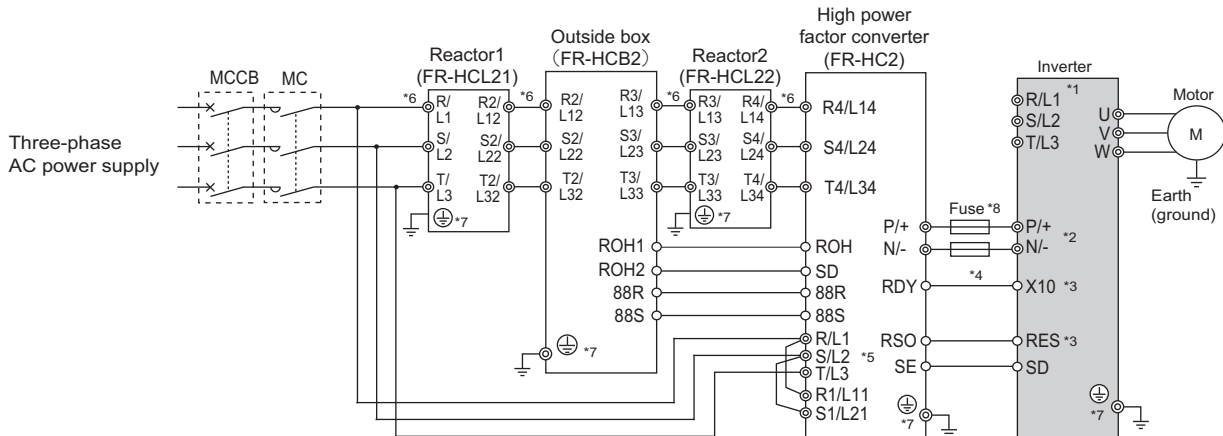 High power
factor converter
(FR-HC2)
Outside box
(FR-HCB2)
Reactor1
(FR-HCL21)
Reactor2
(FR-HCL22)
Inverter
MCCB
MC
Motor
Three-phase
AC power supply
*6
R/
L1
R2/
L12
*6
R2/
L12
R3/
L13
*6
R3/
L13
R4/
L14
*6
R4/L14
S/
L2
S2/
L22
S2/
L22
S3/
L23
S3/
L23
S4/
L24
S4/L24
T/
L3
T2/
L32
T2/
L32
T3/
L33
T3/
L33
T4/
L34
T4/L34
*7
*7
R/L1 *1
S/L2
T/L3
U
V
W
M
Earth
(ground)
P/+
Fuse *8
P/+
N/-
N/-
*2
ROH1
ROH
ROH2
SD
88R
88R
88S
88S
RDY
*4
X10 *3
RSO
RES *3
SE
SD
*7
R/L1
S/L2 *5
T/L3
R1/L11
S1/L21
*7
*7